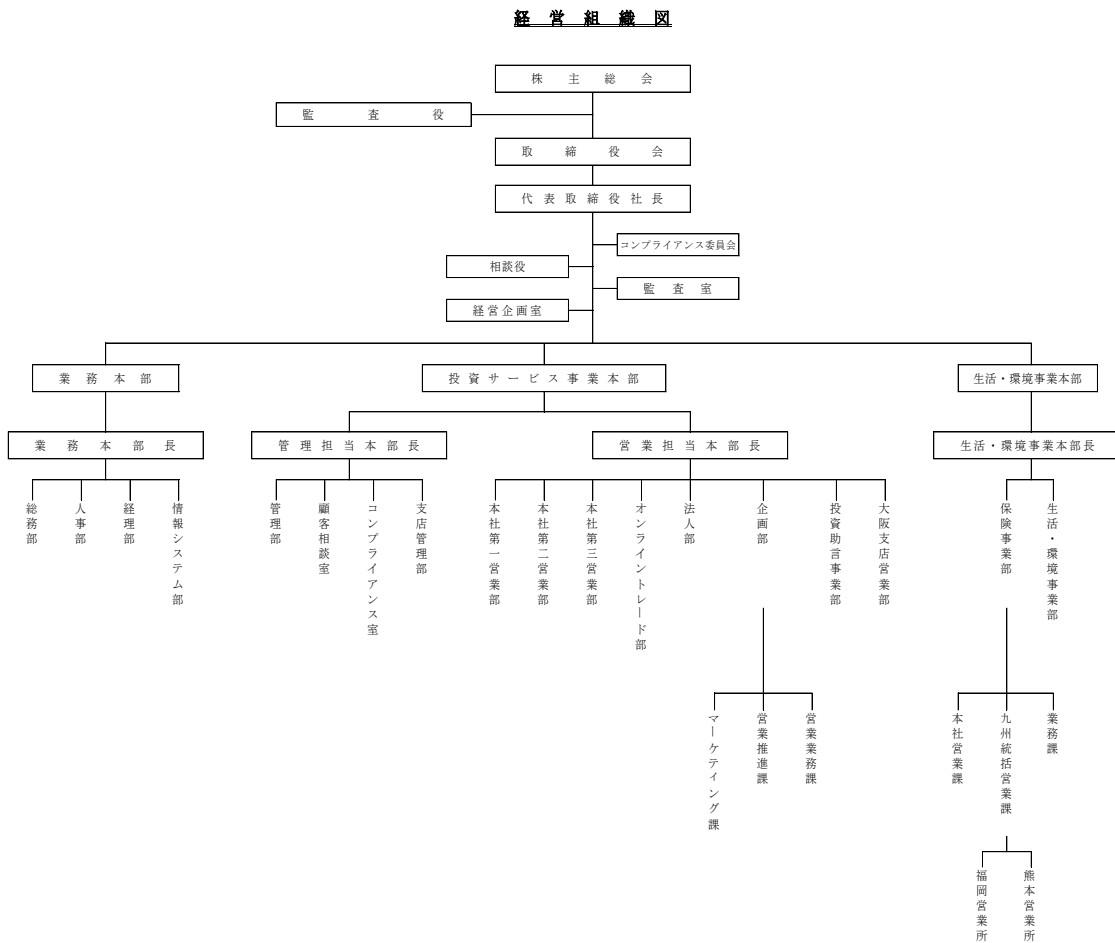 経営組織図
株主総会
監査役
取締役会
代表取締役社長
コンプライアンス委員会
相談役
監査室
経営企画室
業務本部
投資サービス事業本部
生活・環境事業本部
業務本部長
管理担当本部長
営業担当本部長
生活・環境事業本部長
総務部
人事部
経理部
情報システム部
管理部
顧客相談室
コンプライアンス室
支店管理部
本社第一営業部
本社第二営業部
本社第三営業部
オンライントレード部
法人部
企画部
投資助言事業部
大阪支店営業部
保険事業部
生活・環境事業部
マーケテイング課
営業推進課
営業業務課
本社営業課
九州統括営業課
業務課
福岡営業所
熊本営業所